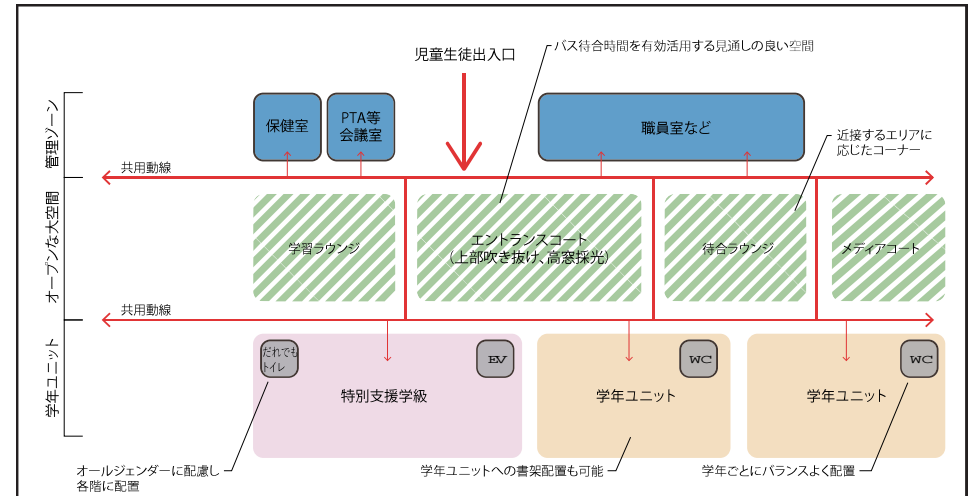 バス待合時間を有効活用する見通しの良い空間
児童生徒出入口
管理ゾーン
保健室
PTA等
会議室
職員室など
近接するエリアに
応じたコーナー
共用動線
オープンな大空間
学習ラウンジ
エントランスコート
(上部吹き抜け、高窓採光)
待合ラウンジ
メディアコート
共用動線
学年ユニット
だれでも
トイレ
EV
WC
WC
特別支援学級
学年ユニット
学年ユニット
オールジェンダーに配慮し
各階に配置
学年ユニットへの書架配置も可能
学年ごとにバランスよく配置